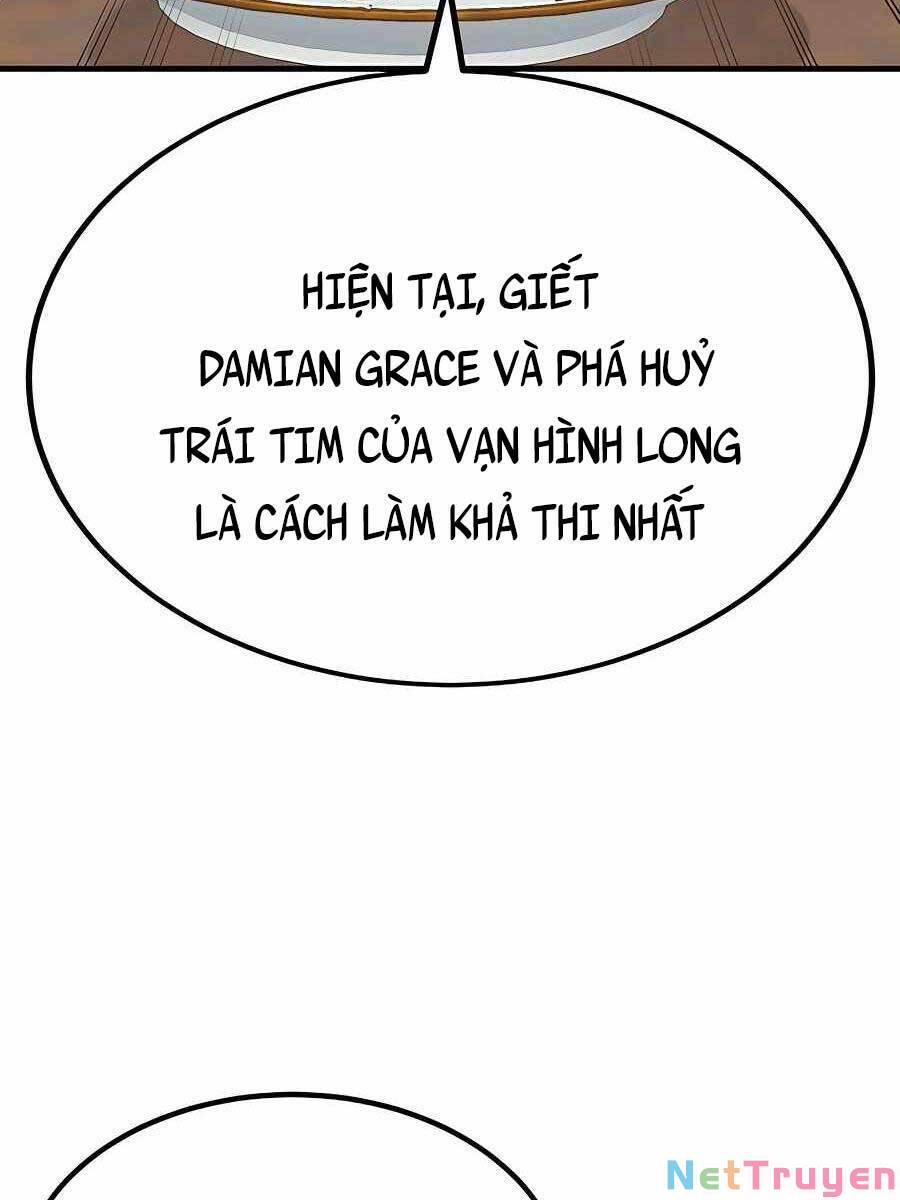 HIỆN TẠI, GIẾT
DAMIAN GRACE VÀ PHÁ HUỶ
TRÁI TIM CỦA VẠN HÌNH LONG
LÀ CÁCH LÀM KHẢ THI NHẤT
NetTruyen